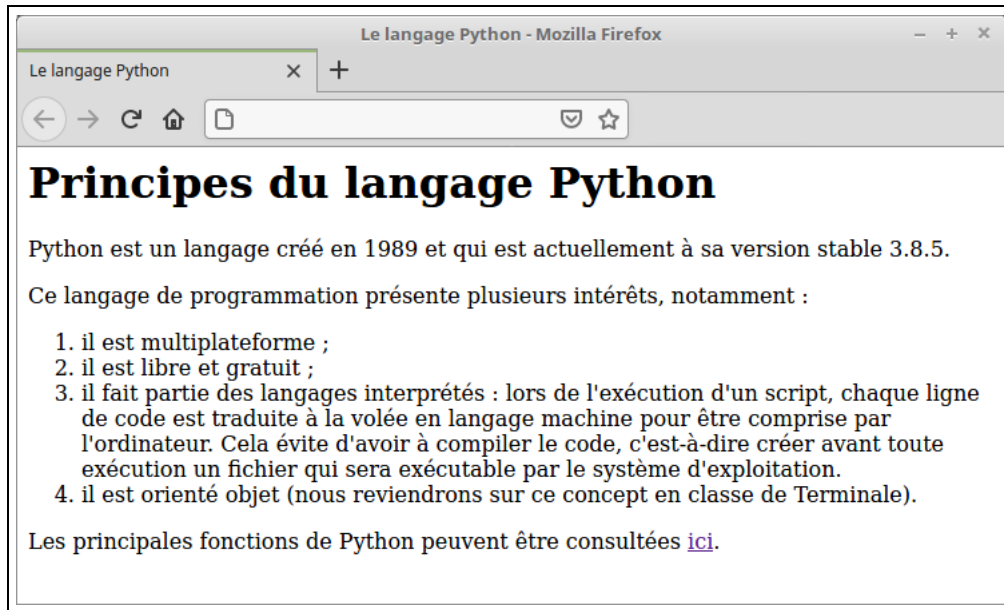 Le langage Python - Mozilla Firefox
Le langage Python
Principes du langage Python
Python est un langage créé en 1989 et qui est actuellement à sa version stable 3.8.5.
Ce langage de programmation présente plusieurs intérêts, notamment :
1. il est multiplateforme ;
2. il est libre et gratuit ;
3. il fait partie des langages interprétés : lors de l'exécution d'un script, chaque ligne
de code est traduite à la volée en langage machine pour être comprise par
l'ordinateur. Cela évite d'avoir à compiler le code, c'est-à-dire créer avant toute
exécution un fichier qui sera exécutable par le système d'exploitation.
4. il est orienté objet (nous reviendrons sur ce concept en classe de Terminale).
Les principales fonctions de Python peuvent être consultées ici.